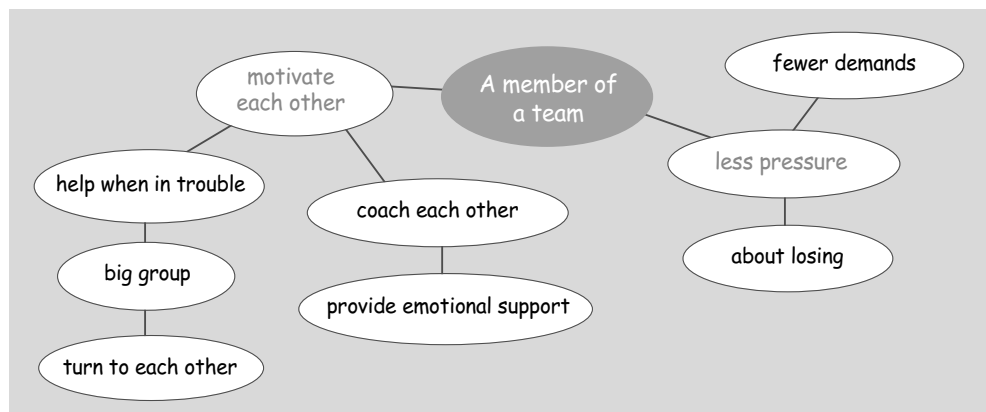 A member of
a team
motivate
each other
help when in trouble
big group
turn to each other
coach each other
provide emotional support
less pressure
fewer demands
about losing